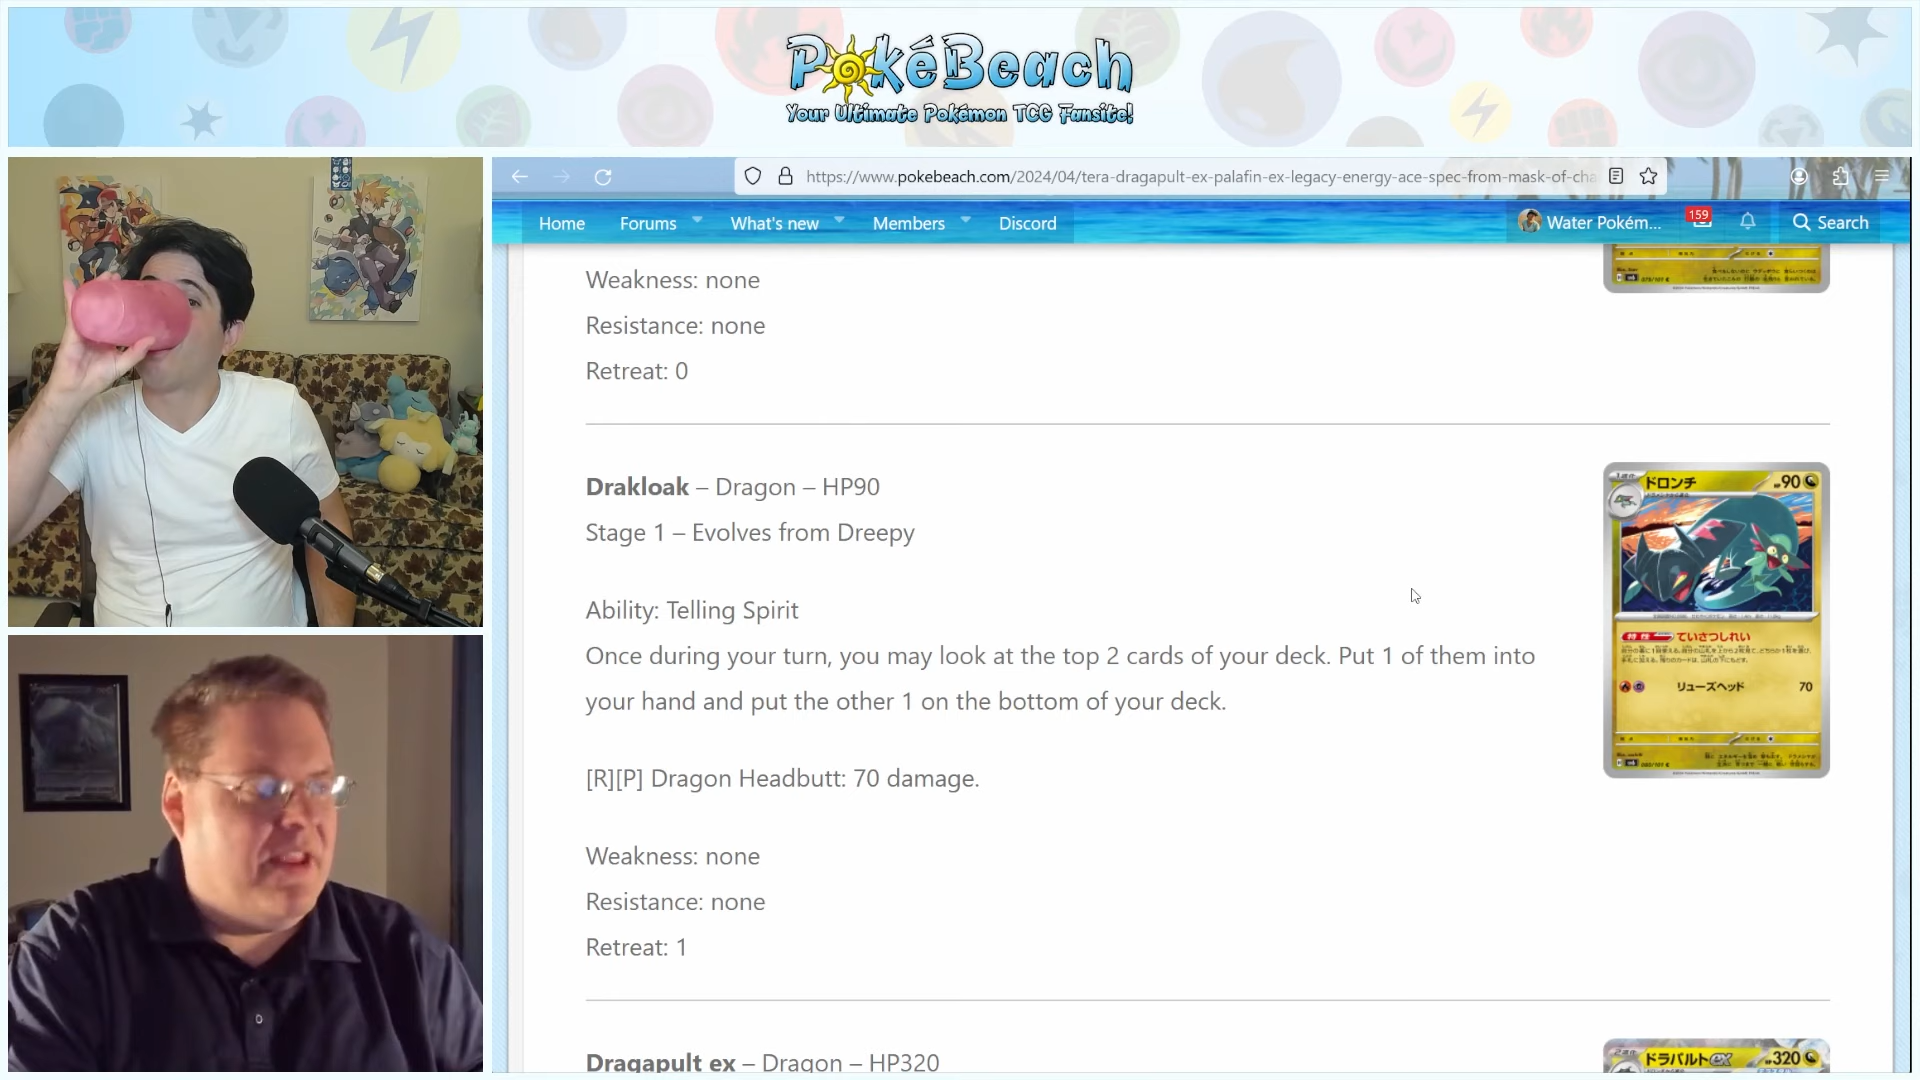 PokéBeach
Your Ultimate Pokémon TCG Fansite!
https://www.pokebeach.com/2024/04/tera-dragapult-ex-palafin-ex-legacy-energy-ace-spec-from-mask-of-cha
Home
Forums
What's new
Members
Discord
Water Pokém...
159
Search
Weakness: none
Resistance: none
Retreat: 0
Drakloak – Dragon – HP90
Stage 1 – Evolves from Dreepy
Ability: Telling Spirit
Once during your turn, you may look at the top 2 cards of your deck. Put 1 of them into
your hand and put the other 1 on the bottom of your deck.
[R][P] Dragon Headbutt: 70 damage.
Weakness: none
Resistance: none
Retreat: 1
ドロンチ
90
特性 ていさつしれい
リューズヘッド 70
Dragapult ex – Dragon – HP320
ドラパルトex
320